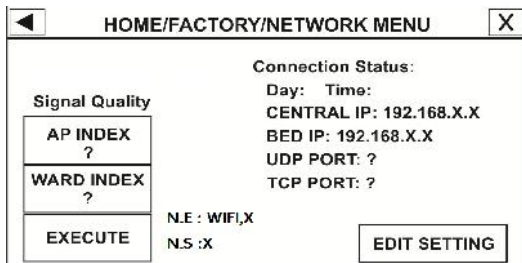 HOME/FACTORY/NETWORK MENU X
Connection Status:
Day: Time:
CENTRAL IP: 192.168.X.X
BED IP: 192.168.X.X
UDP PORT: ?
TCP PORT: ?
Signal Quality
AP INDEX
?
WARD INDEX
?
EXECUTE
N.E : WIFI,X
N.S :X
EDIT SETTING